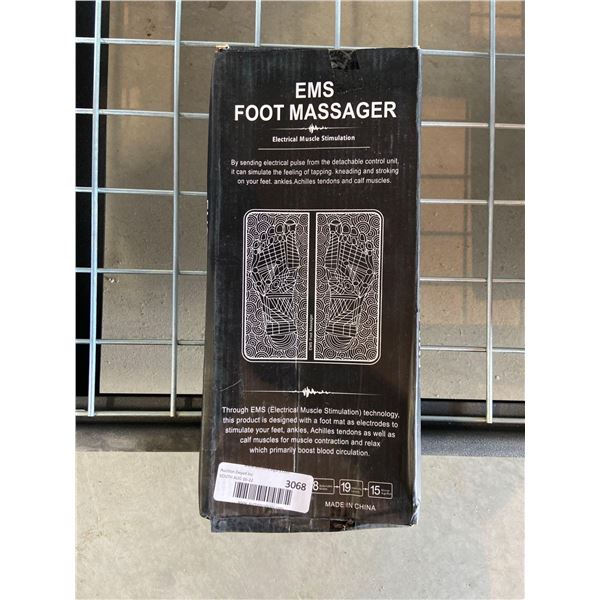 EMS
FOOT MASSAGER
Electrical Muscle Stimulation
By sending electrical pulse from the detachable control unit,
it can simulate the feeling of tapping. kneading and stroking
on your feet. ankles,Achilles tendons and calf muscles.
EMS Foot Massager
Through EMS (Electrical Muscle Stimulation) technology,
this product is designed with a foot mat as electrodes to
stimulate your feet, ankles, Achilles tendons as well as
calf muscles for muscle contraction and relax
which primarily boost blood circulation.
3068
8
19
15
MADE IN CHINA